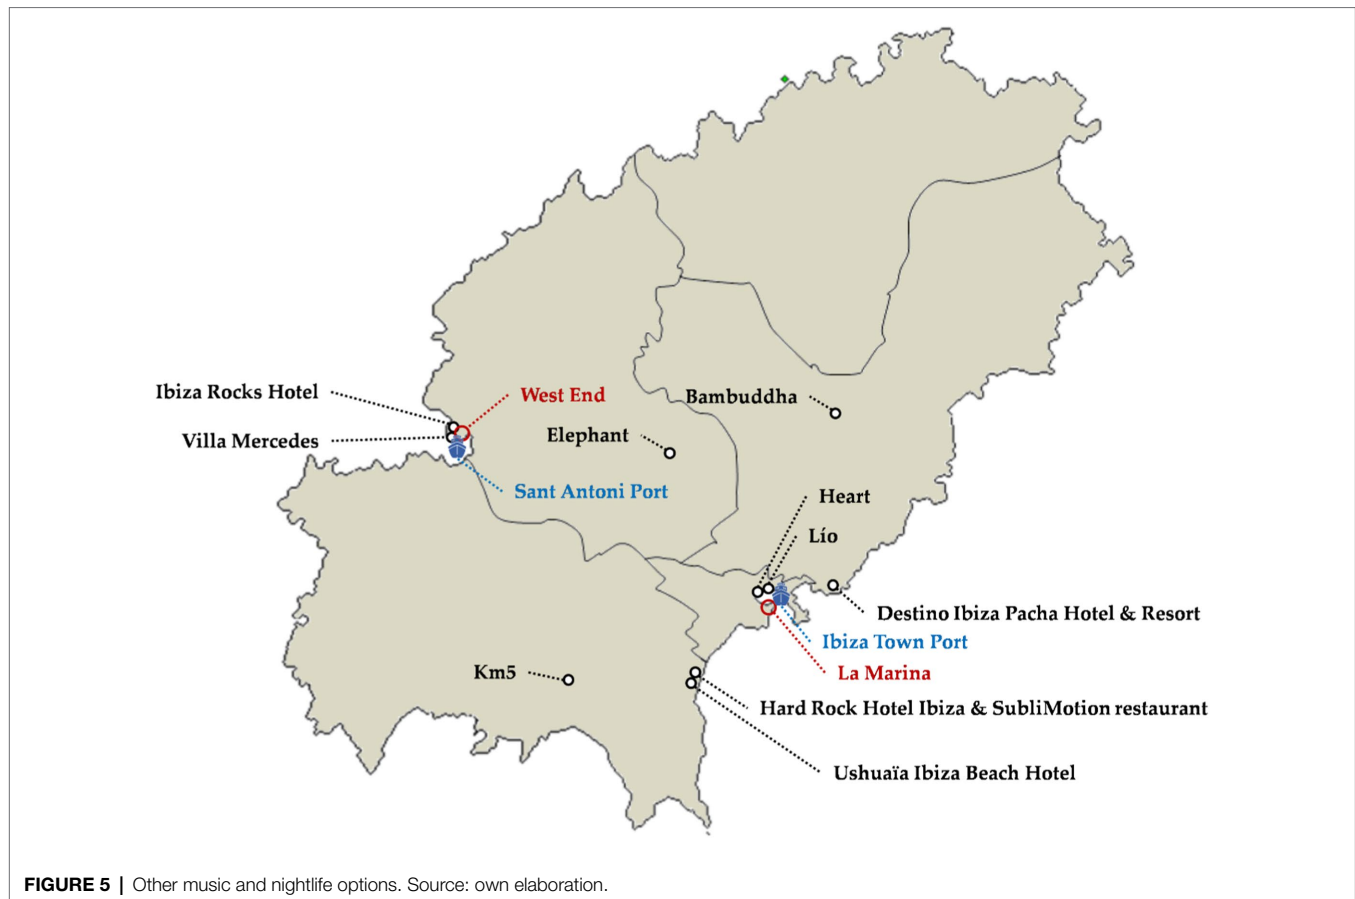 Ibiza Rocks Hotel
West End
Bambuddha
Villa Mercedes
Elephant
Sant Antoni Port
Heart
Lío
Destino Ibiza Pacha Hotel & Resort
Ibiza Town Port
Km5
La Marina
Hard Rock Hotel Ibiza & SubliMotion restaurant
Ushuaïa Ibiza Beach Hotel
FIGURE 5 | Other music and nightlife options. Source: own elaboration.